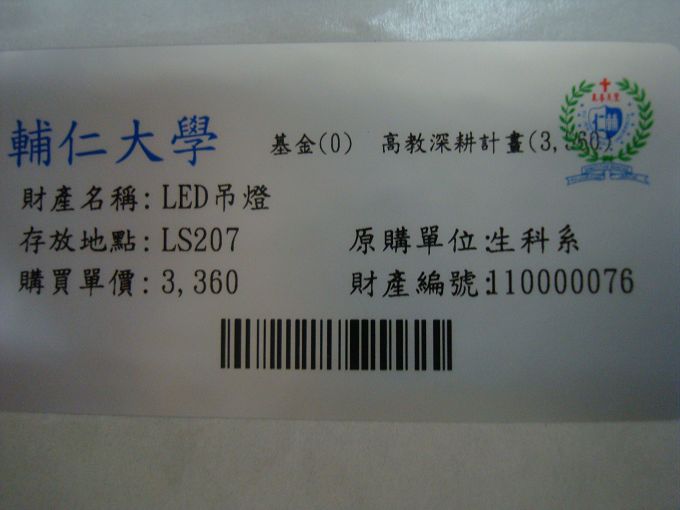 輔仁大學 基金(0) 高教深耕計畫(3,360)
財產名稱: LED吊燈
存放地點: LS207 原購單位:生科系
購買單價: 3,360 財產編號:110000076